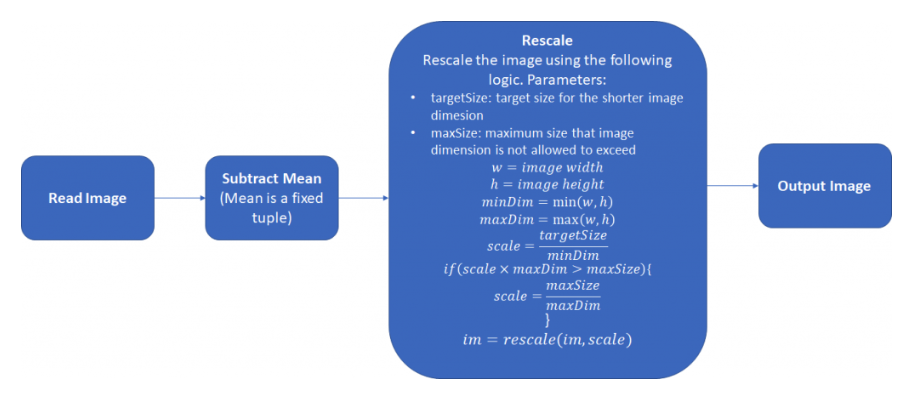 Read Image
Subtract Mean
(Mean is a fixed
tuple)
Rescale
Rescale the image using the following
logic. Parameters:
• targetSize: target size for the shorter image
dimesion
• maxSize: maximum size that image
dimension is not allowed to exceed
w = image width
h = image height
minDim = min(w, h)
maxDim = max(w, h)
scale = targetSize / minDim
if(scale × maxDim > maxSize){
scale = maxSize / maxDim
}
im = rescale(im, scale)
Output Image